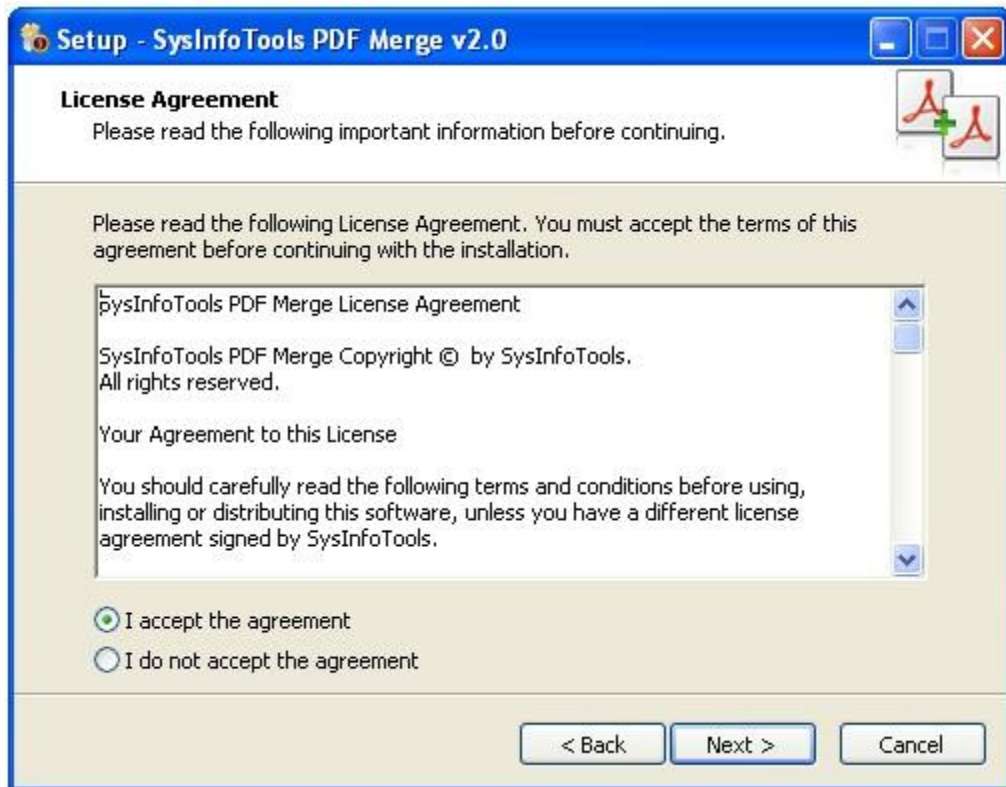 Setup - SysInfoTools PDF Merge v2.0
License Agreement
Please read the following important information before continuing.
Please read the following License Agreement. You must accept the terms of this
agreement before continuing with the installation.
SysInfoTools PDF Merge License Agreement
SysInfoTools PDF Merge Copyright © by SysInfoTools.
All rights reserved.
Your Agreement to this License
You should carefully read the following terms and conditions before using,
installing or distributing this software, unless you have a different license
agreement signed by SysInfoTools.
I accept the agreement
I do not accept the agreement
< Back Next > Cancel